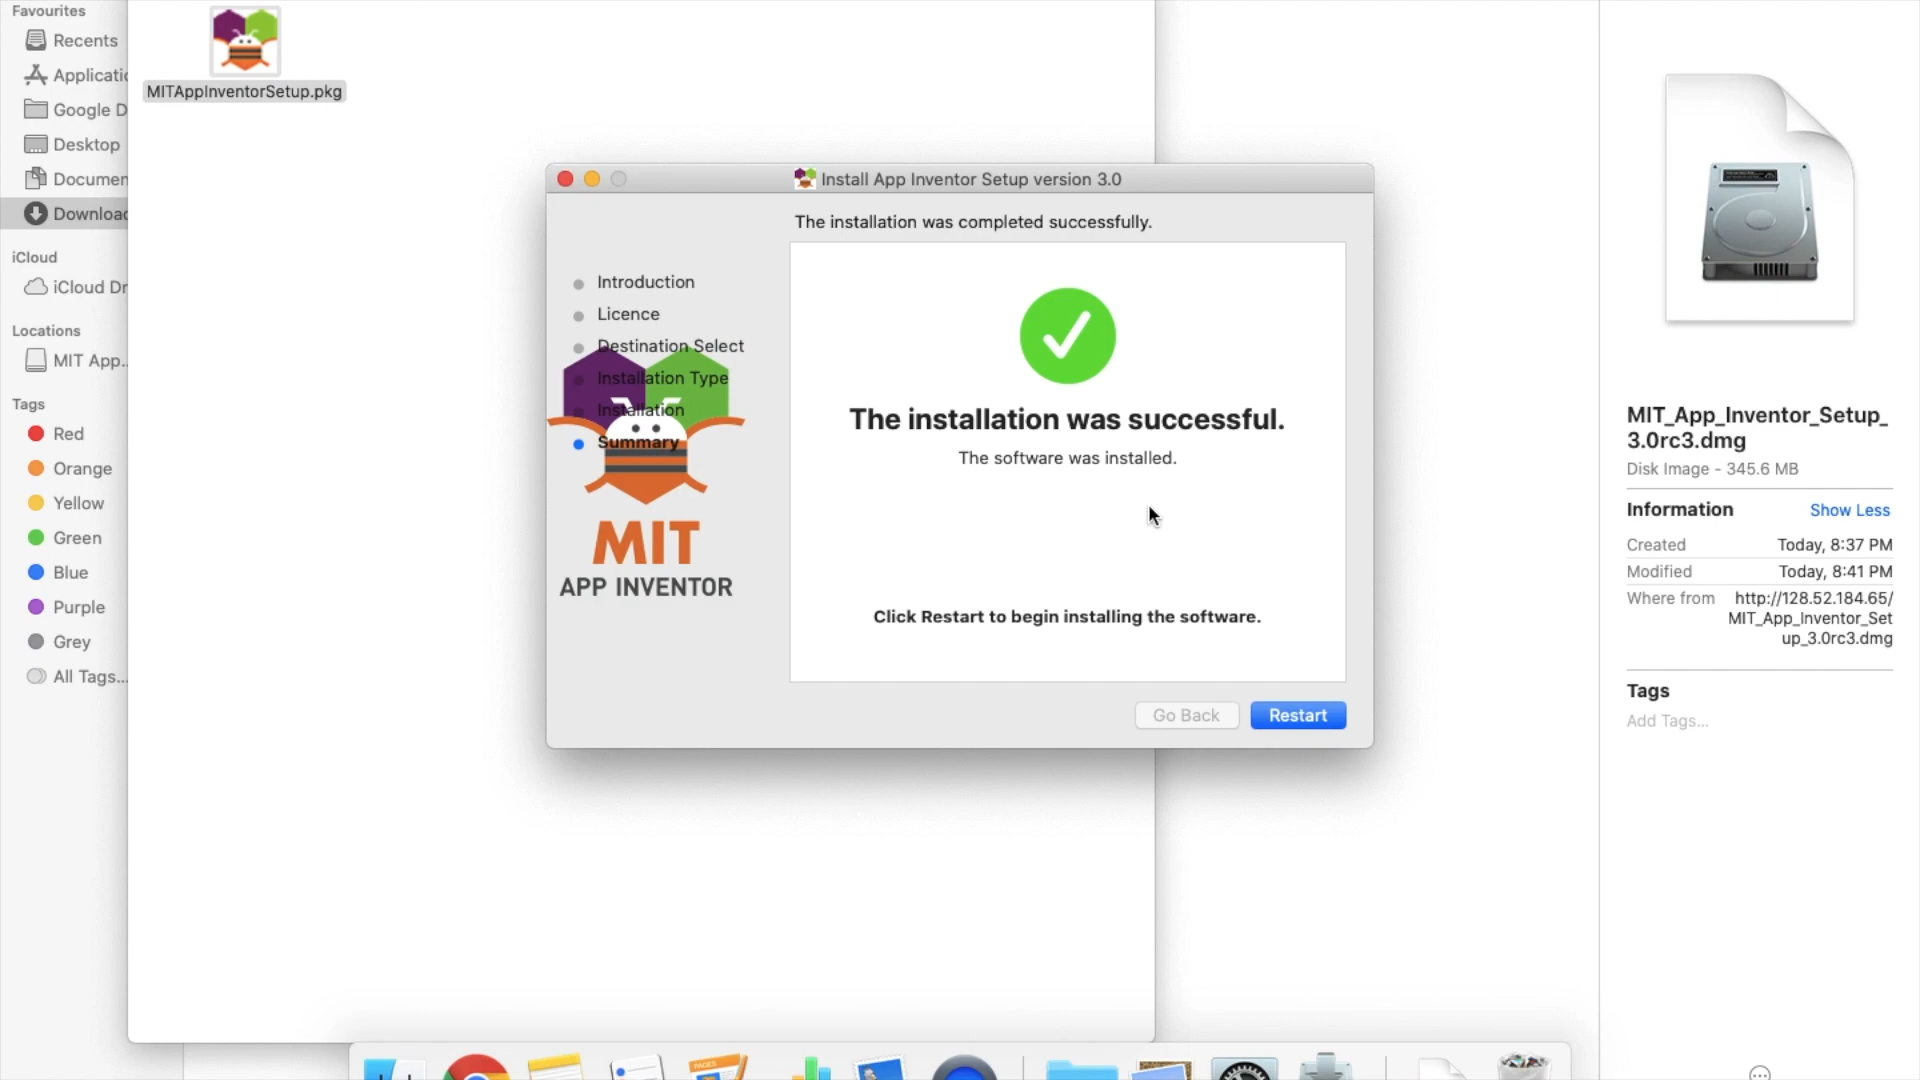 Favourites
Recents
Applicatic
Google D
Desktop
Documen
Downloac
iCloud
iCloud Dr
Locations
MIT App...
Tags
Red
Orange
Yellow
Green
Blue
Purple
Grey
All Tags...
MITAppInventorSetup.pkg
Install App Inventor Setup version 3.0
The installation was completed successfully.
Introduction
Licence
Destination Select
Installation Type
Installation
Summary
MIT
APP INVENTOR
The installation was successful.
The software was installed.
Click Restart to begin installing the software.
Go Back
Restart
MIT_App_Inventor_Setup_
3.0rc3.dmg
Disk Image - 345.6 MB
Information
Show Less
Created
Today, 8:37 PM
Modified
Today, 8:41 PM
Where from
http://128.52.184.65/
MIT_App_Inventor_Set
up_3.0rc3.dmg
Tags
Add Tags...
PAGES